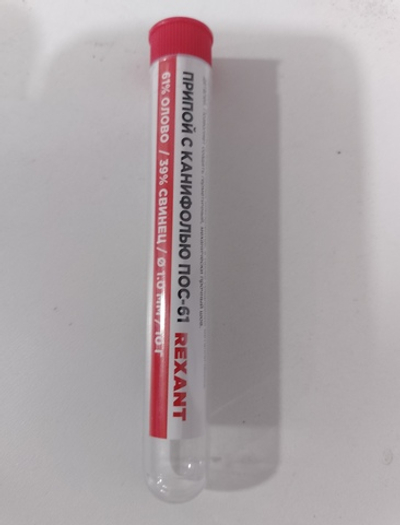 ПРИПОЙ С КАНИФОЛЬЮ ПОС-61 REXANT
61% ОЛОВО / 39% СВИНЕЦ / Ø 1.0 ММ / 10 Г